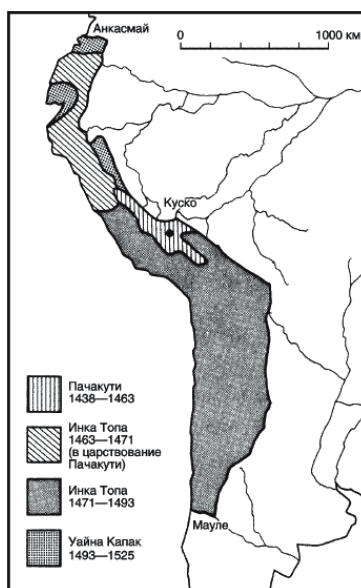 Анкасмай
0 1000 км
Куско
Пачакути
1438—1463
Инка Топа
1463—1471
(в царствование
Пачакути)
Инка Топа
1471—1493
Мауле
Уайна Капак
1493—1525